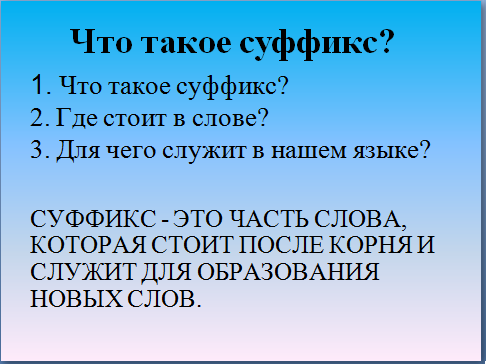 Что такое суффикс?
1. Что такое суффикс?
2. Где стоит в слове?
3. Для чего служит в нашем языке?
СУФФИКС - ЭТО ЧАСТЬ СЛОВА,
КОТОРАЯ СТОИТ ПОСЛЕ КОРНЯ И
СЛУЖИТ ДЛЯ ОБРАЗОВАНИЯ
НОВЫХ СЛОВ.